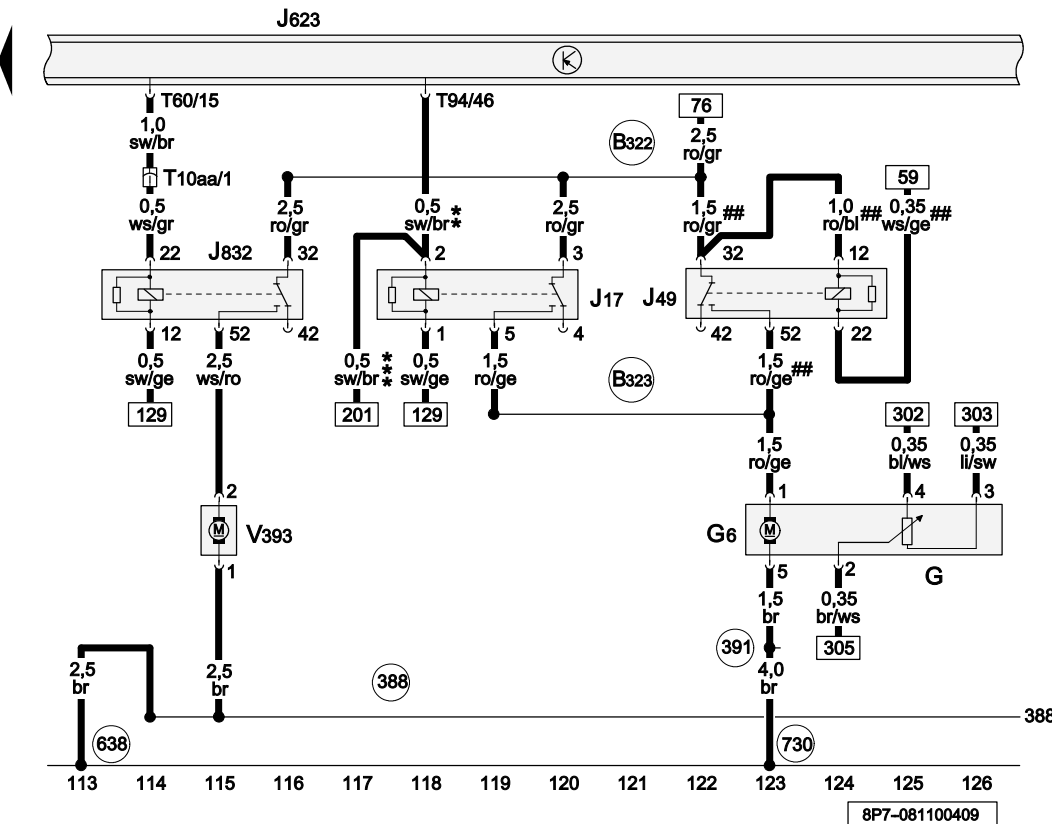 J623
T60/15
T94/46
76
1,0
sw/br
B322
2,5
ro/gr
T10aa/1
59
0,5
ws/gr
2,5
ro/gr
0,5
sw/br
*
*
2,5
ro/gr
1,5
ro/gr
##
1,0
ro/bl
##
0,35
ws/ge
##
22
J832
32
2
3
32
12
J17
J49
12
52
42
1
5
4
42
52
22
0,5
sw/ge
2,5
ws/ro
0,5
sw/br
*
*
*
0,5
sw/ge
1,5
ro/ge
B323
1,5
ro/ge
##
129
201
129
302
303
1,5
ro/ge
0,35
bl/ws
0,35
li/sw
2
1
4
3
M
V393
G6
M
1
5
2
G
1,5
br
0,35
br/ws
391
305
2,5
br
2,5
br
388
4,0
br
388
638
730
113 114 115 116 117 118 119 120 121 122 123 124 125 126
8P7-081100409